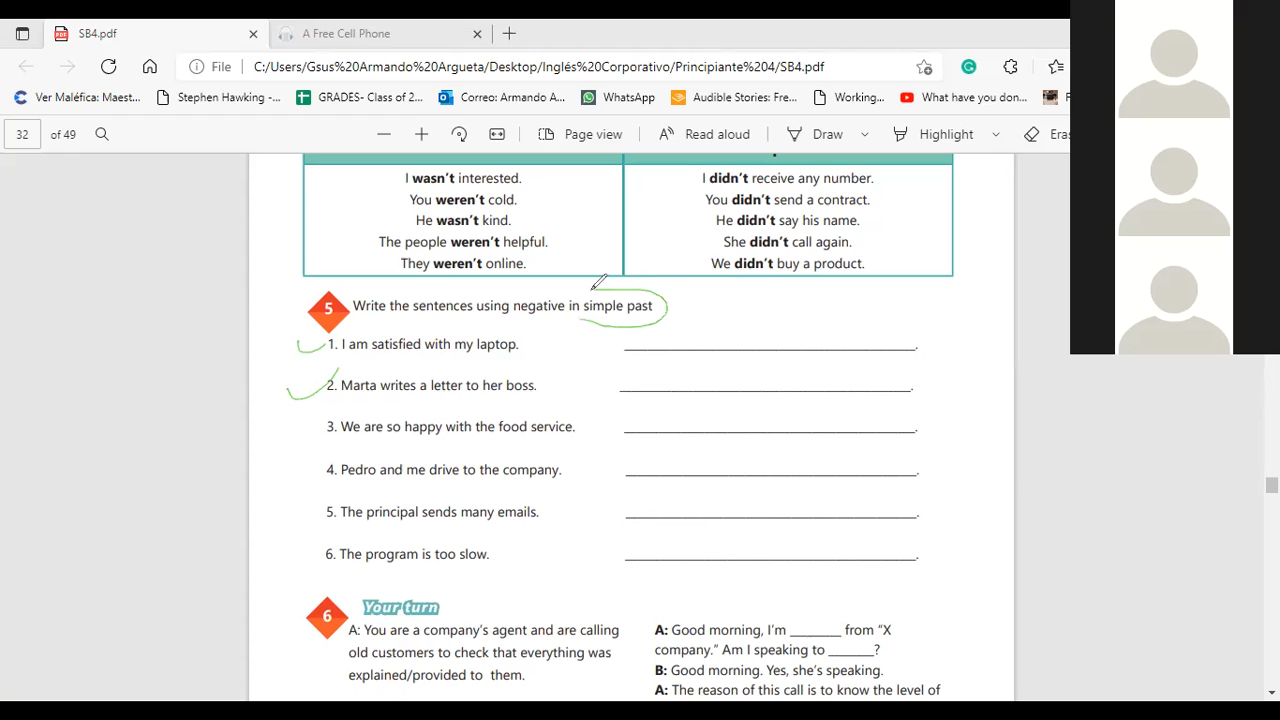 SB4.pdf
A Free Cell Phone
File
C:/Users/Gsus%20Armando%20Argueta/Desktop/Inglés%20Corporativo/Principiante%204/SB4.pdf
Ver Maléfica: Maest...
Stephen Hawking -...
GRADES- Class of 2...
Correo: Armando A...
WhatsApp
Audible Stories: Fre...
Working...
What have you don...
32 of 49
Page view
Read aloud
Draw
Highlight
I wasn't interested.
You weren't cold.
He wasn't kind.
The people weren't helpful.
They weren't online.
I didn't receive any number.
You didn't send a contract.
He didn't say his name.
She didn't call again.
We didn't buy a product.
5 Write the sentences using negative in simple past
1. I am satisfied with my laptop. ________________________________________.
2. Marta writes a letter to her boss. ________________________________________.
3. We are so happy with the food service. ________________________________________.
4. Pedro and me drive to the company. ________________________________________.
5. The principal sends many emails. ________________________________________.
6. The program is too slow. ________________________________________.
6 Your turn
A: You are a company's agent and are calling
old customers to check that everything was
explained/provided to them.
A: Good morning, I'm _______ from "X
company." Am I speaking to ______?
B: Good morning. Yes, she's speaking.
A: The reason of this call is to know the level of